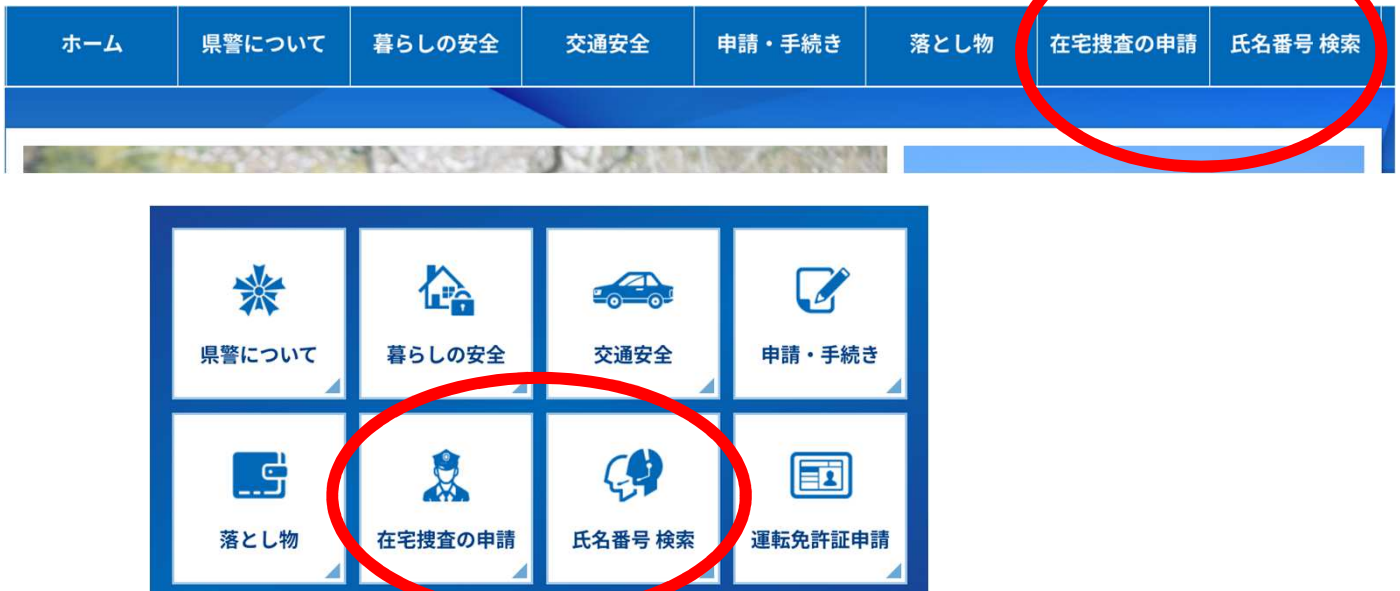 ホーム 県警について 暮らしの安全 交通安全 申請・手続き 落とし物 在宅捜査の申請 氏名番号 検索
県警について 暮らしの安全 交通安全 申請・手続き
落とし物 在宅捜査の申請 氏名番号 検索 運転免許証申請